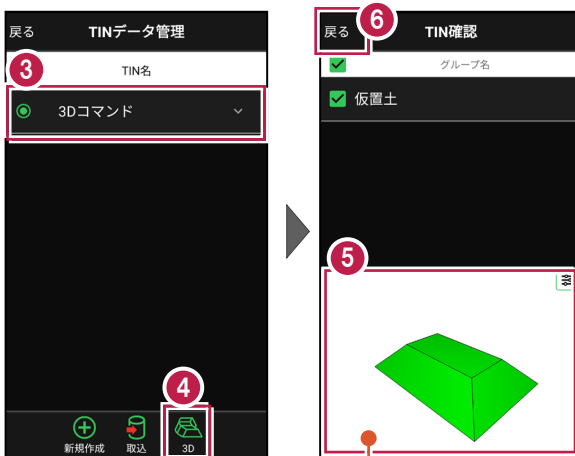 戻る
TINデータ管理
3
TIN名
3Dコマンド
4
新規作成
取込
3D
6
戻る
TIN確認
グループ名
仮置土
5